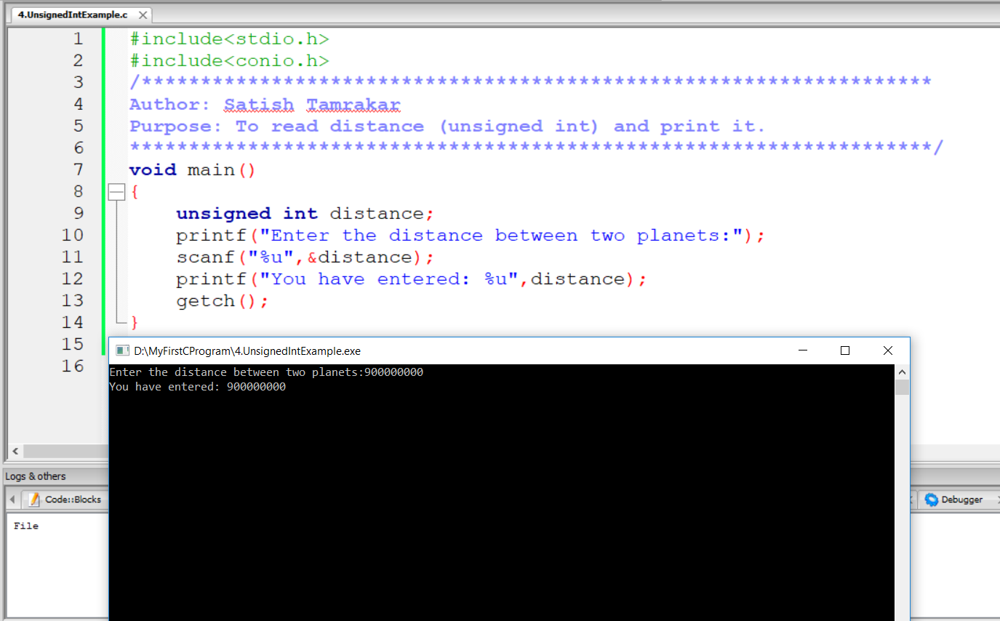 4.UnsignedIntExample.c
1 #include<stdio.h>
2 #include<conio.h>
3 /*******************************************************************
4 Author: Satish Tamrakar
5 Purpose: To read distance (unsigned int) and print it.
6 ********************************************************************/
7 void main()
8 {
9 unsigned int distance;
10 printf("Enter the distance between two planets:");
11 scanf("%u",&distance);
12 printf("You have entered: %u",distance);
13 getch();
14 }
15
16
D:\MyFirstCProgram\4.UnsignedIntExample.exe
Enter the distance between two planets:900000000
You have entered: 900000000
Logs & others
Code::Blocks
Debugger
File